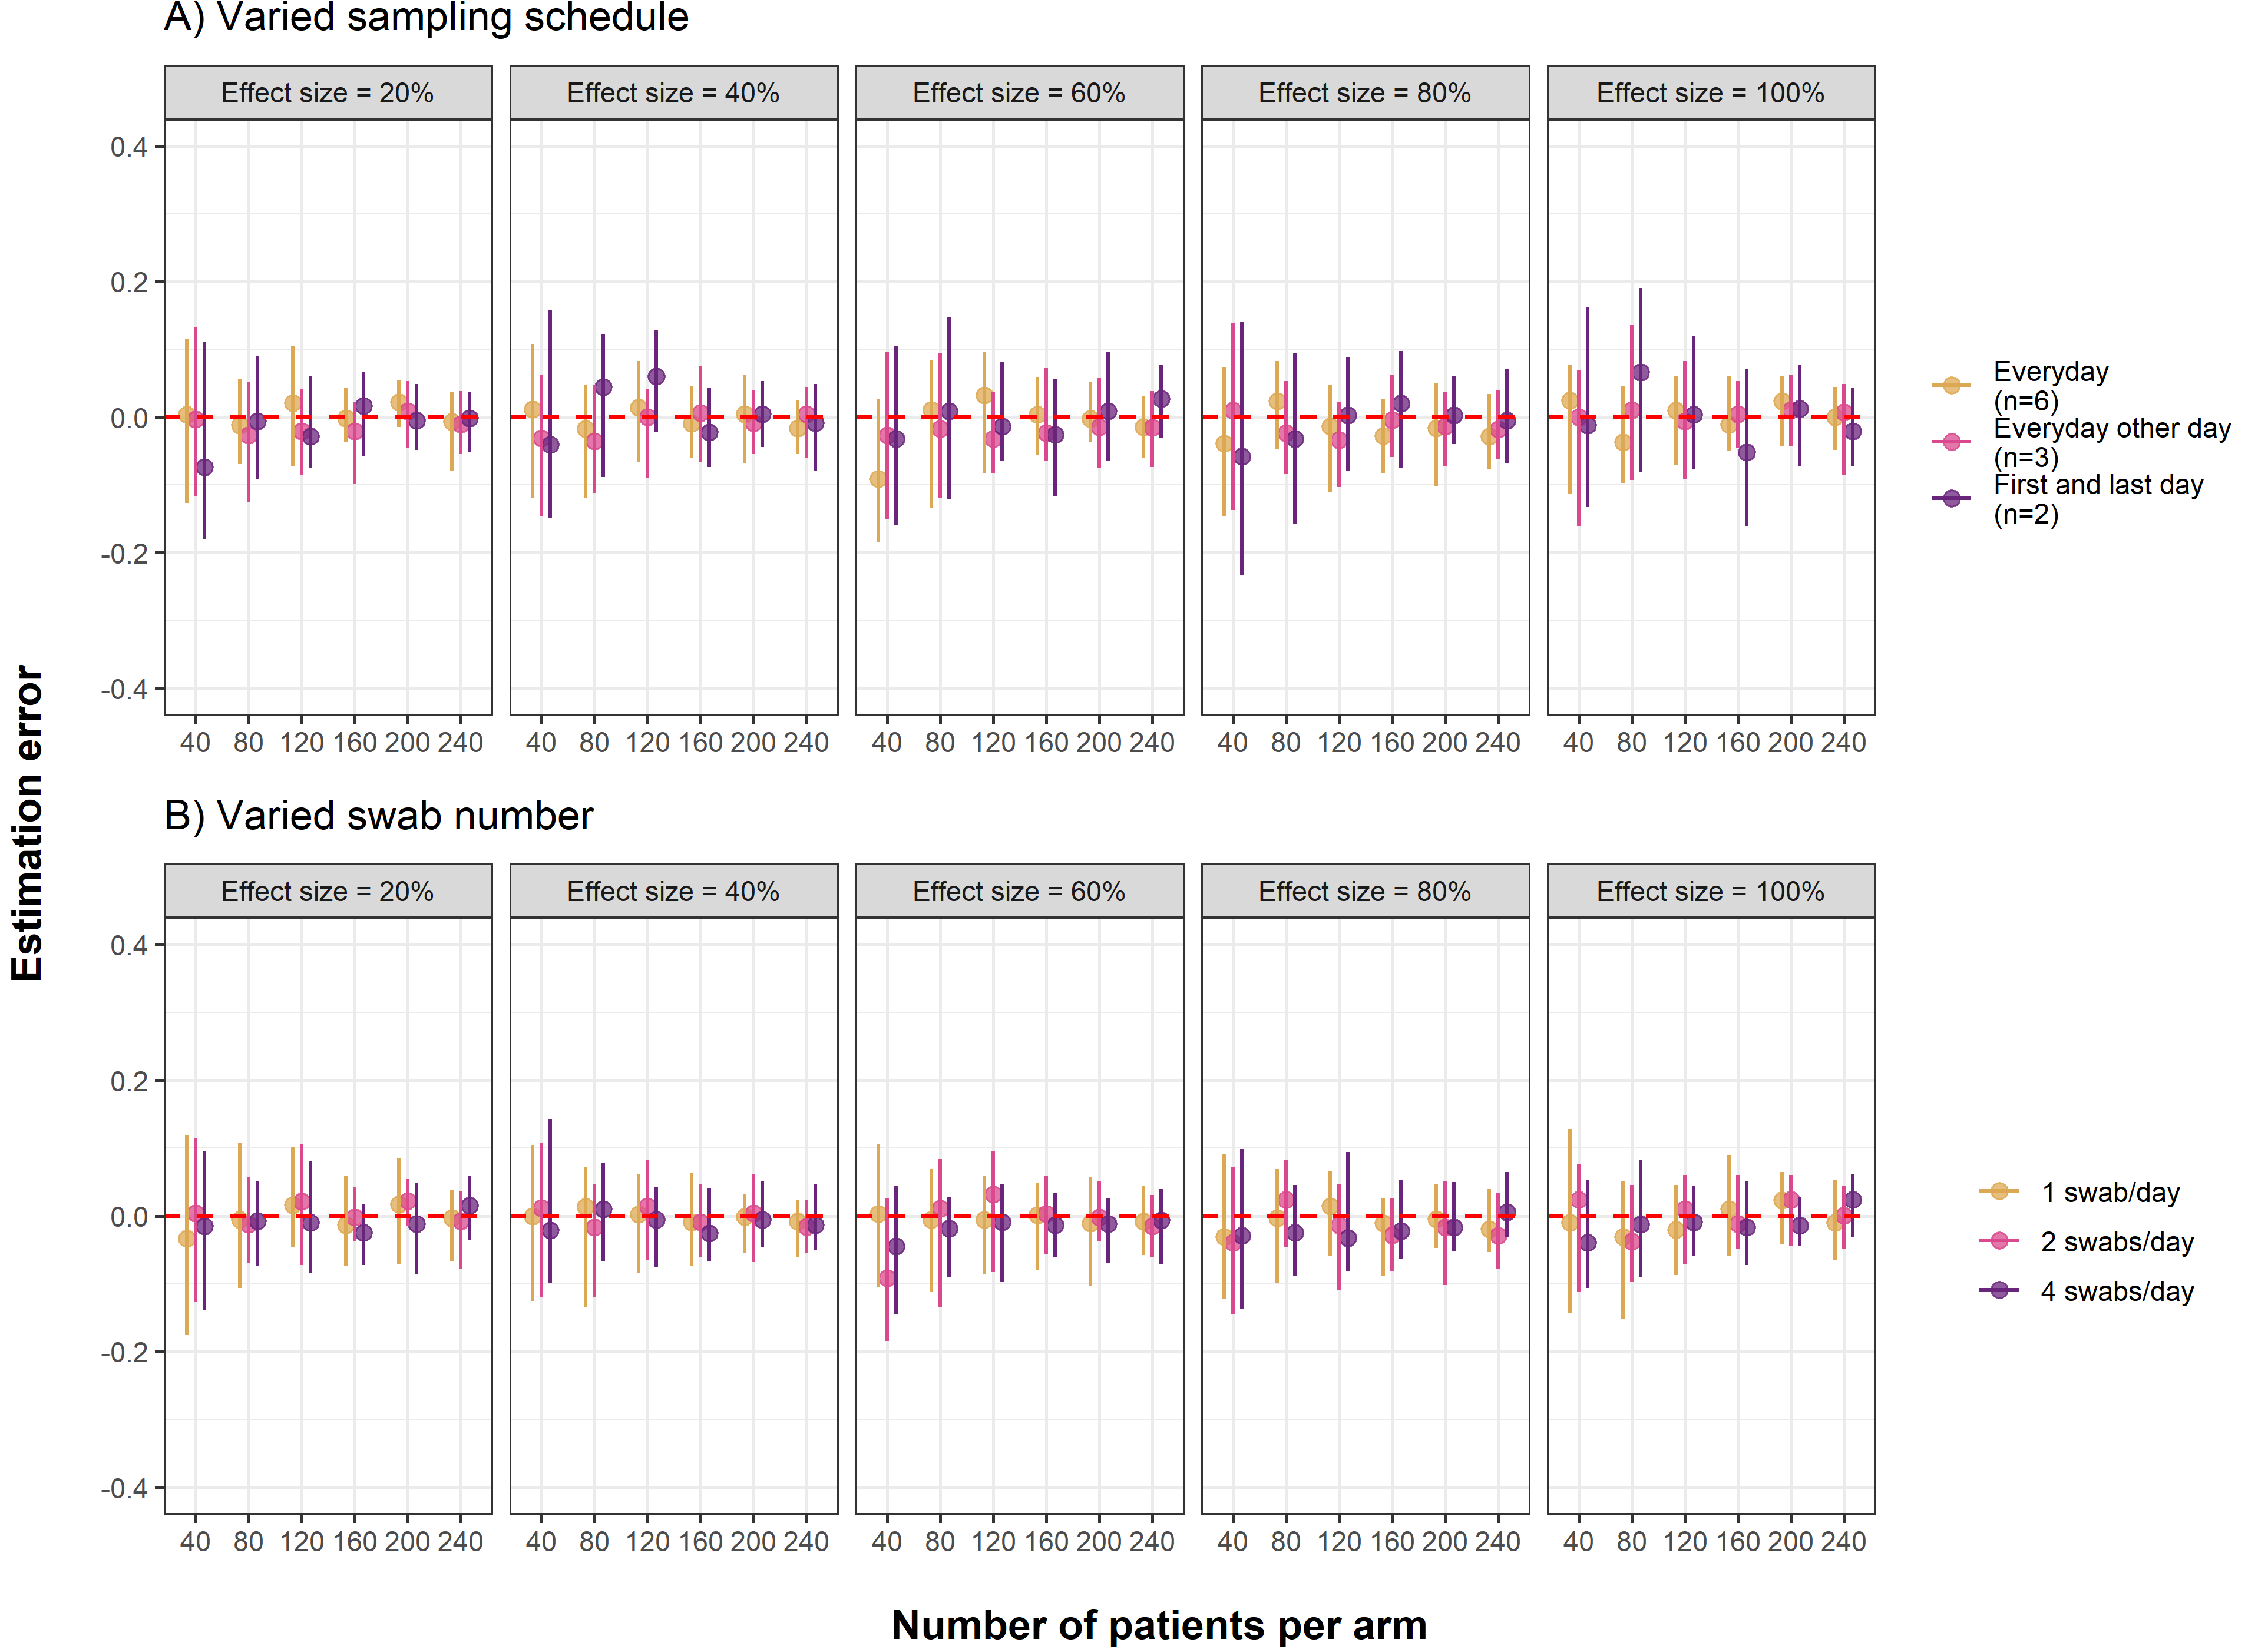 A) Varied sampling schedule
Effect size = 20%
Effect size = 40%
Effect size = 60%
Effect size = 80%
Effect size = 100%
0.4
0.2
0.0
-0.2
-0.4
40 80 120 160 200 240
40 80 120 160 200 240
40 80 120 160 200 240
40 80 120 160 200 240
40 80 120 160 200 240
Everyday
(n=6)
Everyday other day
(n=3)
First and last day
(n=2)
Estimation error
B) Varied swab number
Effect size = 20%
Effect size = 40%
Effect size = 60%
Effect size = 80%
Effect size = 100%
0.4
0.2
0.0
-0.2
-0.4
40 80 120 160 200 240
40 80 120 160 200 240
40 80 120 160 200 240
40 80 120 160 200 240
40 80 120 160 200 240
1 swab/day
2 swabs/day
4 swabs/day
Number of patients per arm